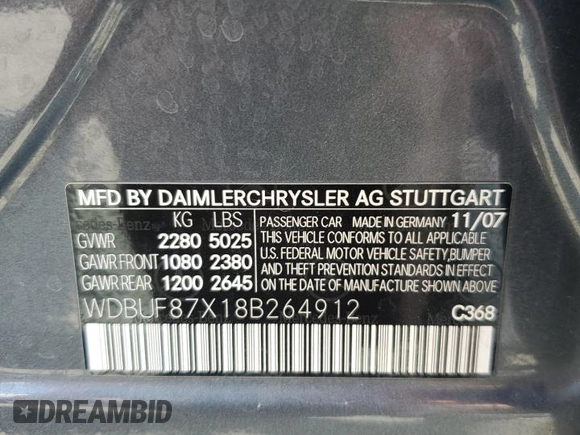 MFD BY DAIMLERCHRYSLER AG STUTTGART
KG LBS
GVWR 2280 5025
GAWR FRONT 1080 2380
GAWR REAR 1200 2645
PASSENGER CAR MADE IN GERMANY 11/07
THIS VEHICLE CONFORMS TO ALL APPLICABLE
U.S. FEDERAL MOTOR VEHICLE SAFETY,BUMPER
AND THEFT PREVENTION STANDARDS IN EFFECT
ON THE DATE OF MANUFACTURE SHOWN ABOVE.
WDBUF87X18B264912 C368
DREAMBID